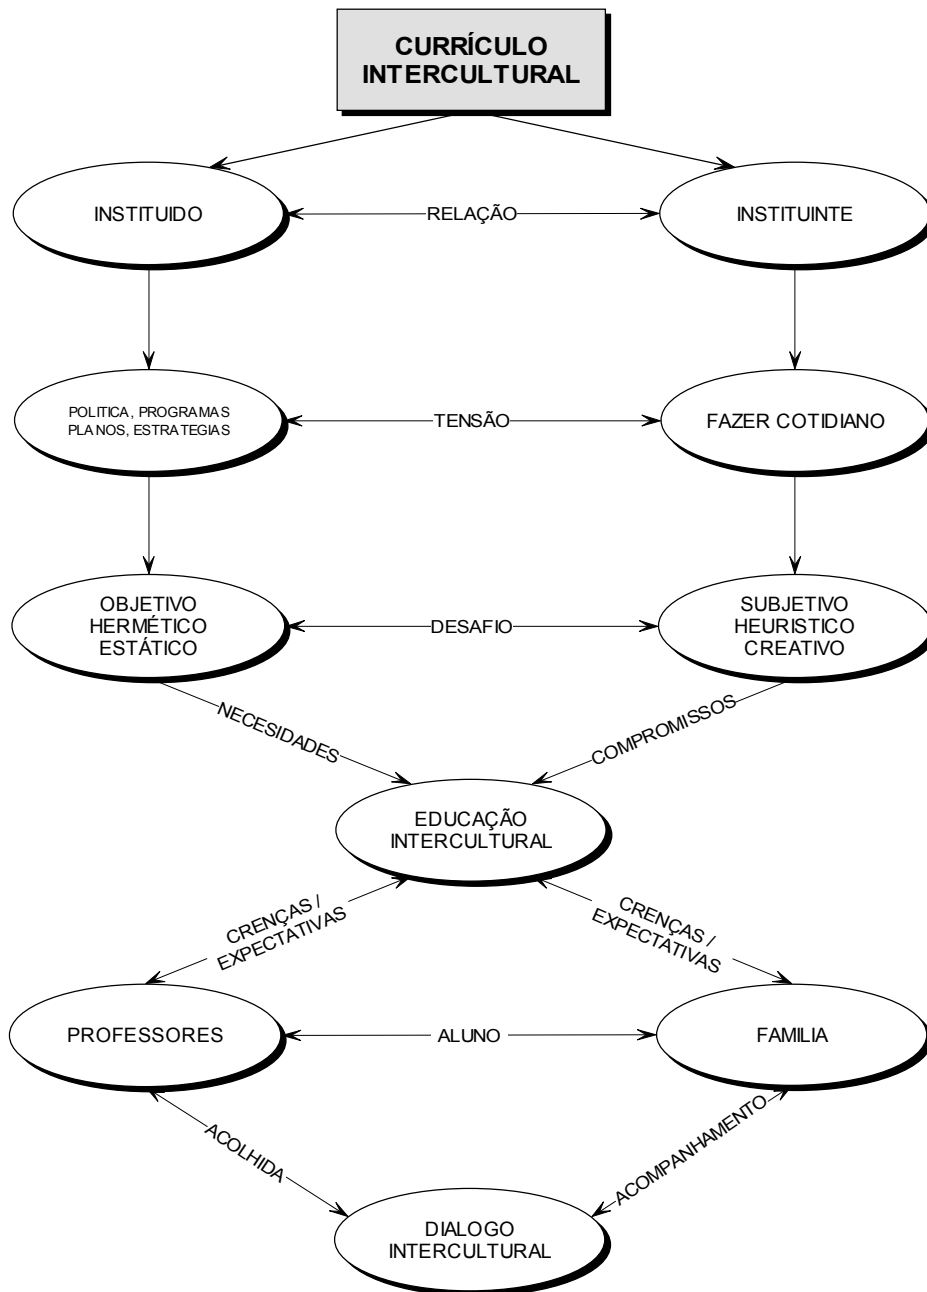 CURRÍCULO
INTERCULTURAL
INSTITUIDO
RELAÇÃO
INSTITUINTE
POLITICA, PROGRAMAS
PLANOS, ESTRATEGIAS
TENSÃO
FAZER COTIDIANO
OBJETIVO
HERMÉTICO
ESTÁTICO
DESAFIO
SUBJETIVO
HEURISTICO
CREATIVO
NECESIDADES
COMPROMISSOS
EDUCAÇÃO
INTERCULTURAL
CRENÇAS /
EXPECTATIVAS
CRENÇAS /
EXPECTATIVAS
PROFESSORES
ALUNO
FAMILIA
ACOLHIDA
ACOMPANHAMENTO
DIALOGO
INTERCULTURAL